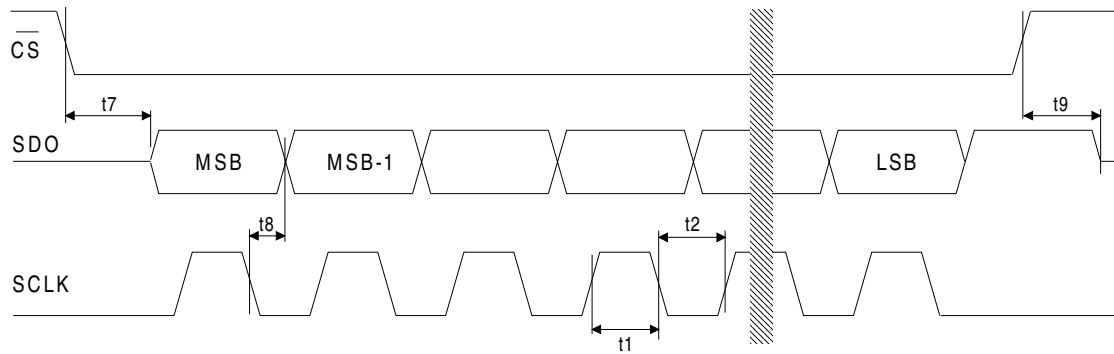 CS
t7
t9
SDO
MSB
MSB-1
LSB
t8
t2
SCLK
t1